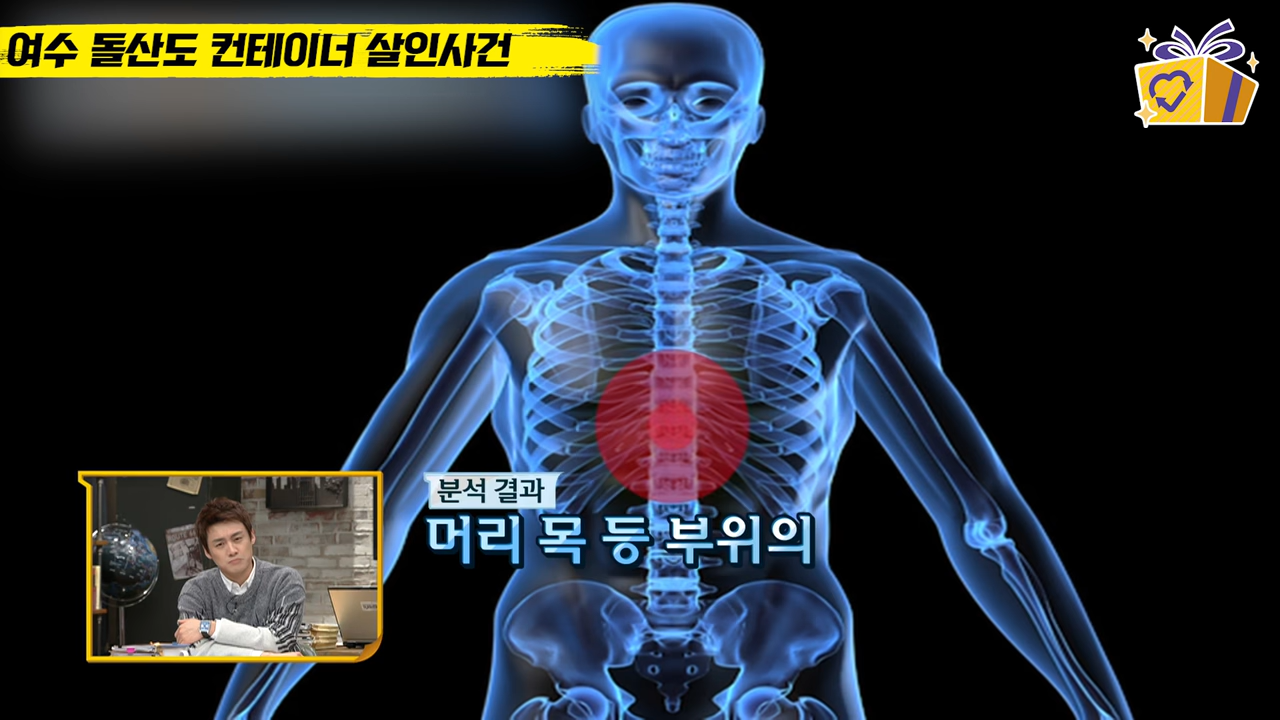 여수 돌산도 컨테이너 살인사건
분석 결과
머리 목 등 부위의